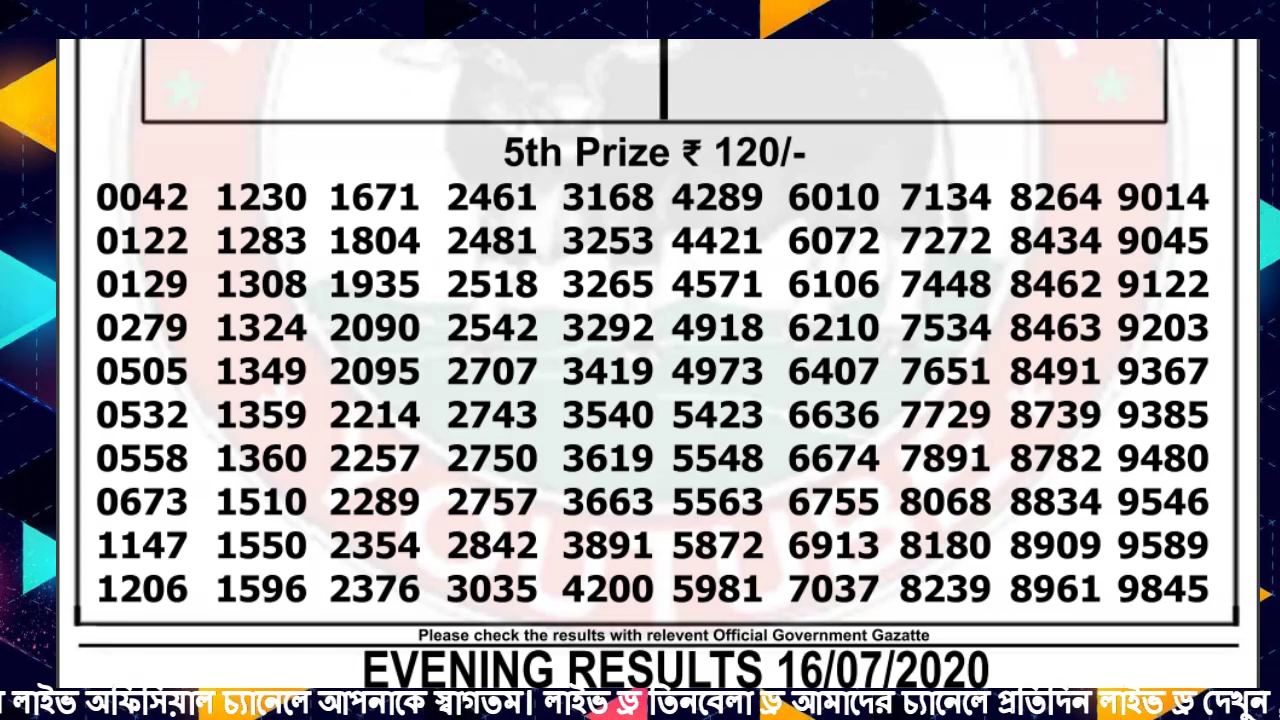 5th Prize ₹ 120/-
0042 1230 1671 2461 3168 4289 6010 7134 8264 9014
0122 1283 1804 2481 3253 4421 6072 7272 8434 9045
0129 1308 1935 2518 3265 4571 6106 7448 8462 9122
0279 1324 2090 2542 3292 4918 6210 7534 8463 9203
0505 1349 2095 2707 3419 4973 6407 7651 8491 9367
0532 1359 2214 2743 3540 5423 6636 7729 8739 9385
0558 1360 2257 2750 3619 5548 6674 7891 8782 9480
0673 1510 2289 2757 3663 5563 6755 8068 8834 9546
1147 1550 2354 2842 3891 5872 6913 8180 8909 9589
1206 1596 2376 3035 4200 5981 7037 8239 8961 9845
Please check the results with relevent Official Government Gazatte
EVENING RESULTS 16/07/2020
লাইভ অফিসিয়াল চ্যানেলে আপনাকে স্বাগতম। লাইভ ড্র তিনবেলা ড্র আমাদের চ্যানেলে প্রতিদিন লাইভ ড্র দেখুন